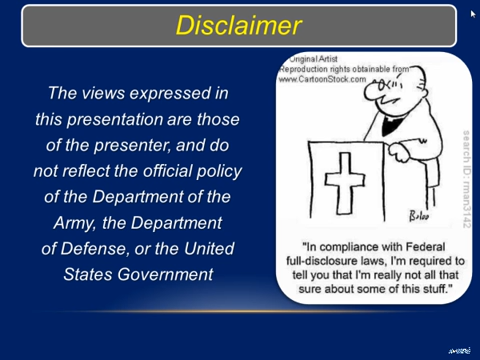 Disclaimer
The views expressed in
this presentation are those
of the presenter, and do
not reflect the official policy
of the Department of the
Army, the Department
of Defense, or the United
States Government
Original Artist
Reproduction rights obtainable from
www.CartoonStock.com
search ID: rman3142
"In compliance with Federal
full-disclosure laws, I'm required to
tell you that I'm really not all that
sure about some of this stuff."